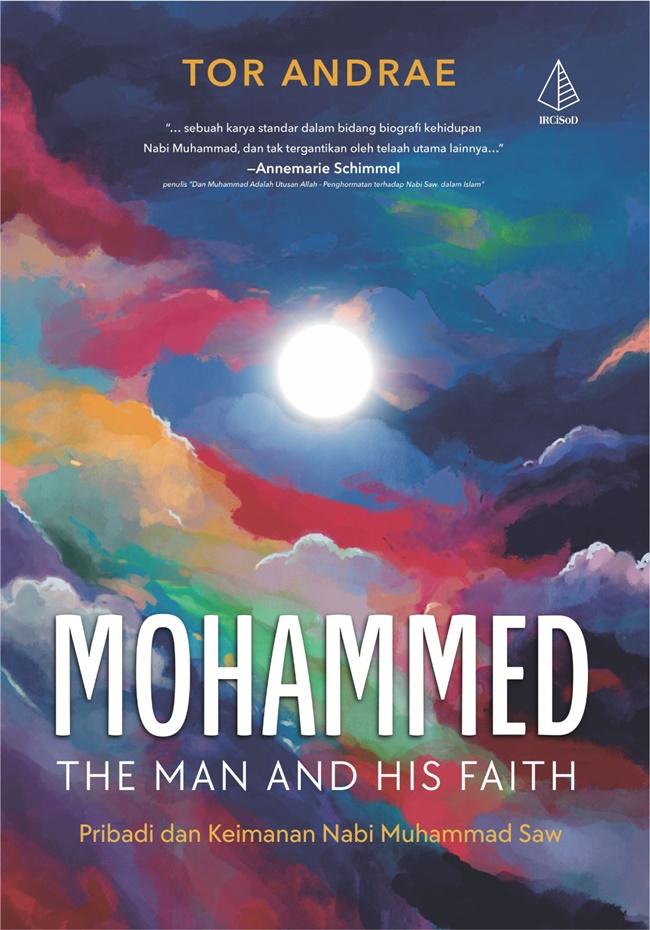 TOR ANDRAE
IRCiSoD
“... sebuah karya standar dalam bidang biografi kehidupan
Nabi Muhammad, dan tak tergantikan oleh telaah utama lainnya...”
—Annemarie Schimmel
penulis “Dan Muhammad Adalah Utusan Allah - Penghormatan terhadap Nabi Saw. dalam Islam”
MOHAMMED
THE MAN AND HIS FAITH
Pribadi dan Keimanan Nabi Muhammad Saw